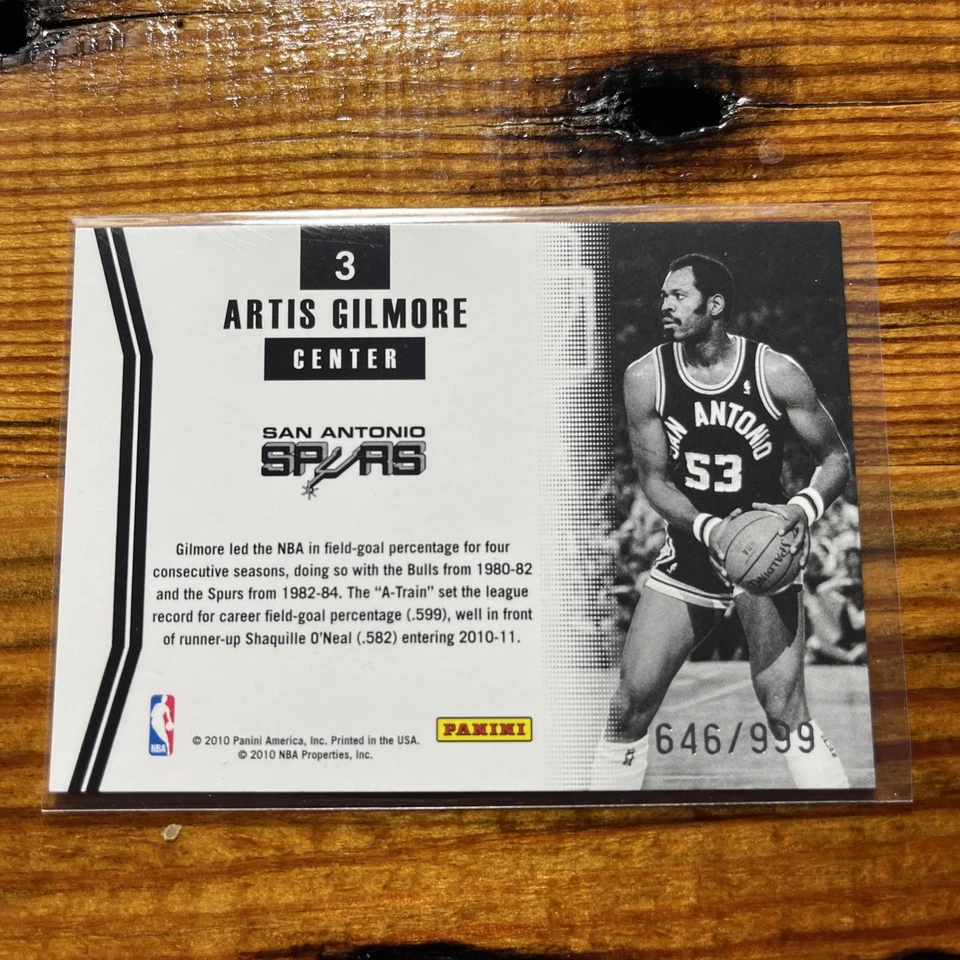 3
ARTIS GILMORE
CENTER
SAN ANTONIO
SPURS
Gilmore led the NBA in field-goal percentage for four
consecutive seasons, doing so with the Bulls from 1980-82
and the Spurs from 1982-84. The “A-Train” set the league
record for career field-goal percentage (.599), well in front
of runner-up Shaquille O’Neal (.582) entering 2010-11.
NBA
© 2010 Panini America, Inc. Printed in the USA.
© 2010 NBA Properties, Inc.
PANINI
SAN ANTONIO
53
SPALDING
646/999